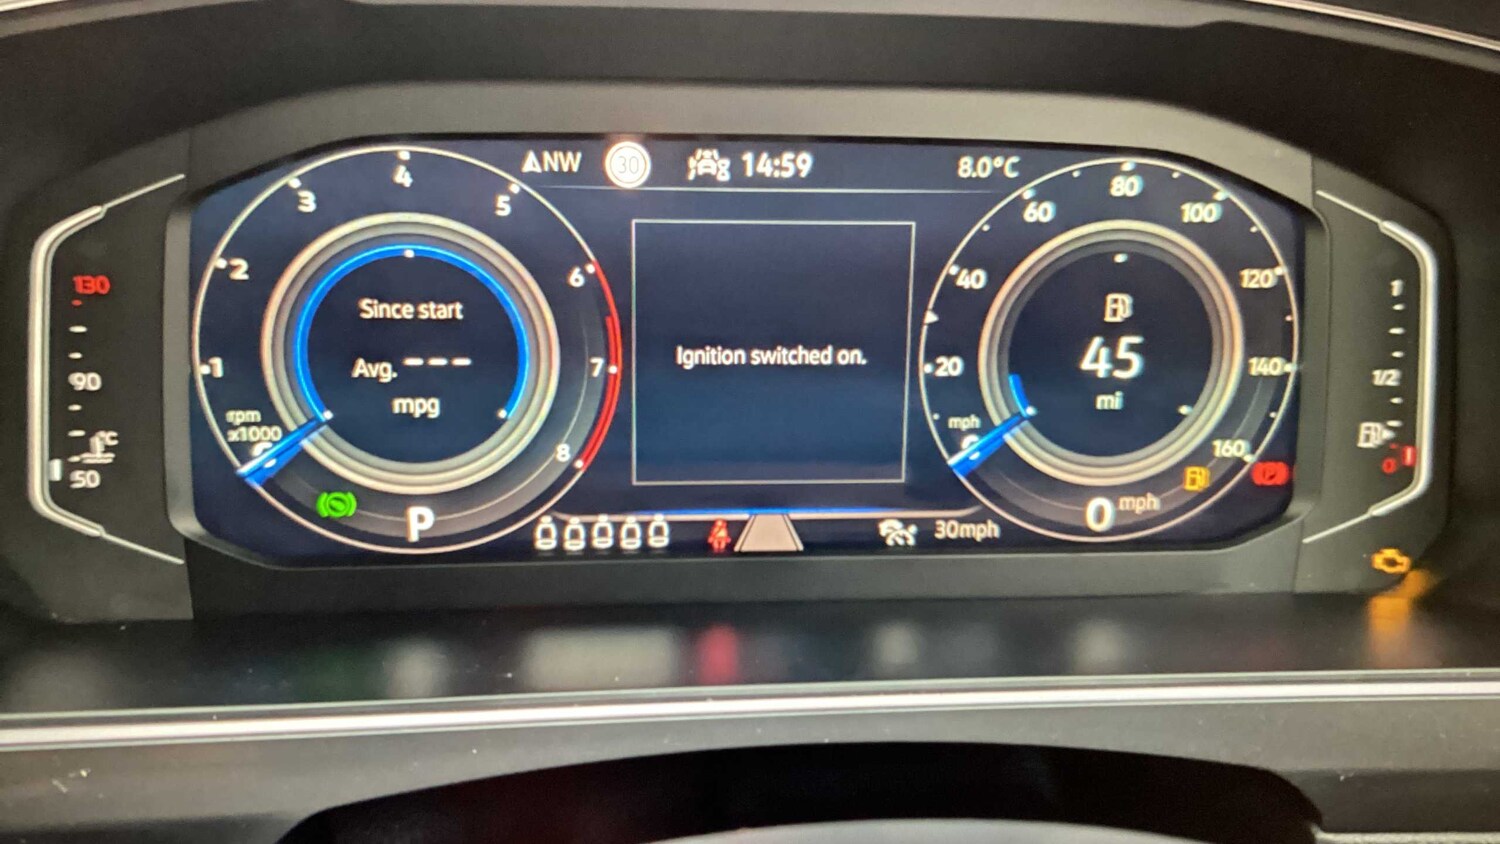 NW 30 14:59 8.0°C
4
3
5
2
6
1
7
8
rpm
x1000
Since start
Avg. ---
mpg
P
Ignition switched on.
80
60
100
40
120
20
140
160
mph
45
mi
0 mph
30mph
130
90
°C
50
1
1/2
0
(P)